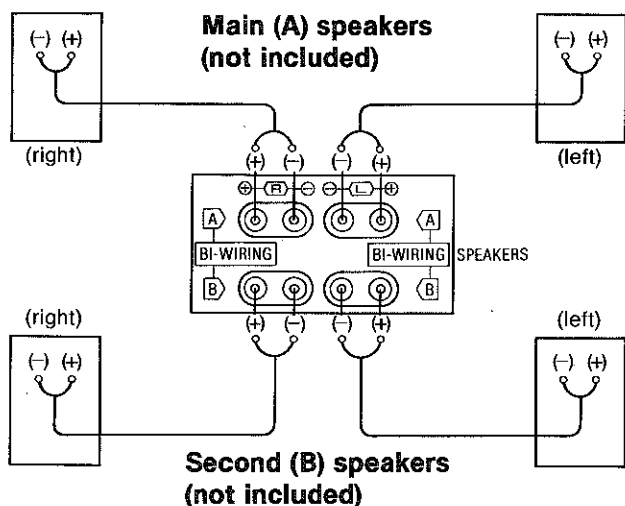 Main (A) speakers
(not included)
(−) (+)
(−) (+)
(right)
(left)
(+) (−) (−) (+)
⊕ R ⊖ ⊖ L ⊕
A A
BI-WIRING BI-WIRING SPEAKERS
B B
(+) (−) (−) (+)
(right)
(left)
(−) (+)
(−) (+)
Second (B) speakers
(not included)